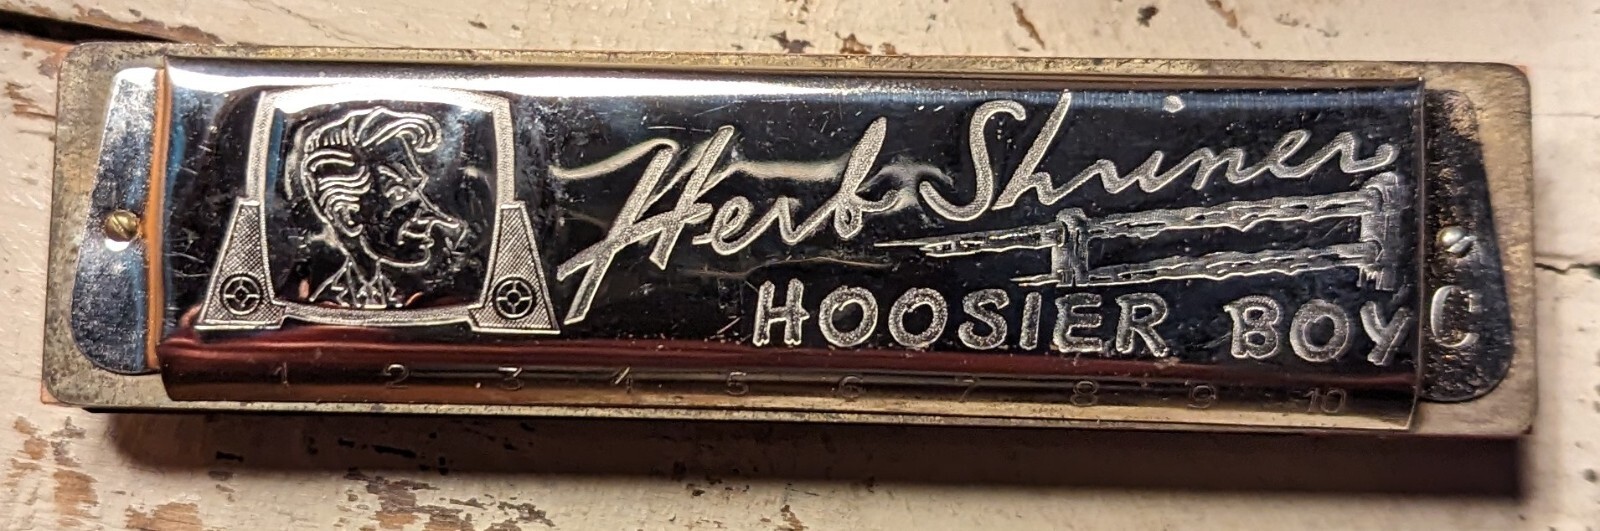 Herb Shriner
HOOSIER BOY
C
1 2 3 4 5 6 7 8 9 10